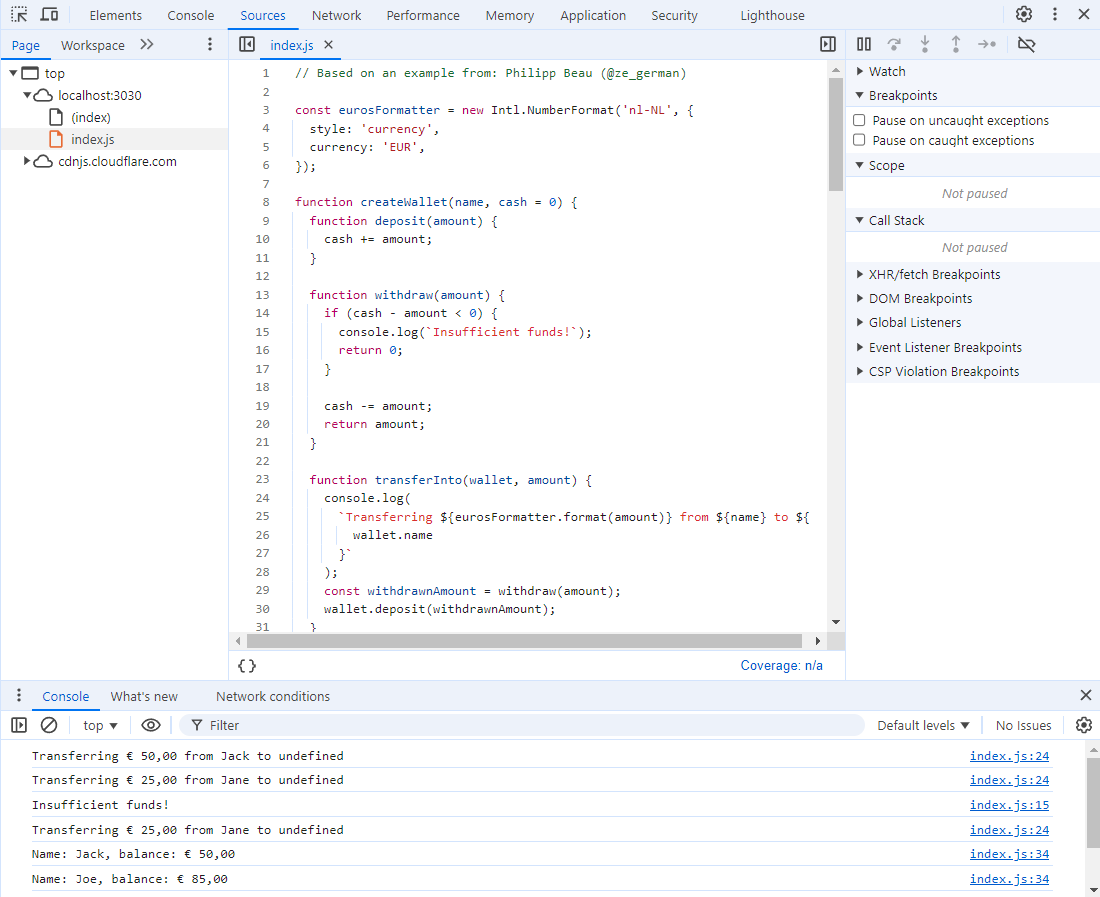 Elements Console Sources Network Performance Memory Application Security Lighthouse
Page Workspace
index.js
top
localhost:3030
(index)
index.js
cdnjs.cloudflare.com
1 // Based on an example from: Philipp Beau (@ze_german)
2
3 const eurosFormatter = new Intl.NumberFormat('nl-NL', {
4 style: 'currency',
5 currency: 'EUR',
6 });
7
8 function createWallet(name, cash = 0) {
9 function deposit(amount) {
10 cash += amount;
11 }
12
13 function withdraw(amount) {
14 if (cash - amount < 0) {
15 console.log(`Insufficient funds!`);
16 return 0;
17 }
18
19 cash -= amount;
20 return amount;
21 }
22
23 function transferInto(wallet, amount) {
24 console.log(
25 `Transferring ${eurosFormatter.format(amount)} from ${name} to ${
26 wallet.name
27 }`
28 );
29 const withdrawnAmount = withdraw(amount);
30 wallet.deposit(withdrawnAmount);
31 }
{} Coverage: n/a
Watch
Breakpoints
Pause on uncaught exceptions
Pause on caught exceptions
Scope
Not paused
Call Stack
Not paused
XHR/fetch Breakpoints
DOM Breakpoints
Global Listeners
Event Listener Breakpoints
CSP Violation Breakpoints
Console What's new Network conditions
top Filter Default levels No Issues
Transferring € 50,00 from Jack to undefined index.js:24
Transferring € 25,00 from Jane to undefined index.js:24
Insufficient funds! index.js:15
Transferring € 25,00 from Jane to undefined index.js:24
Name: Jack, balance: € 50,00 index.js:34
Name: Joe, balance: € 85,00 index.js:34